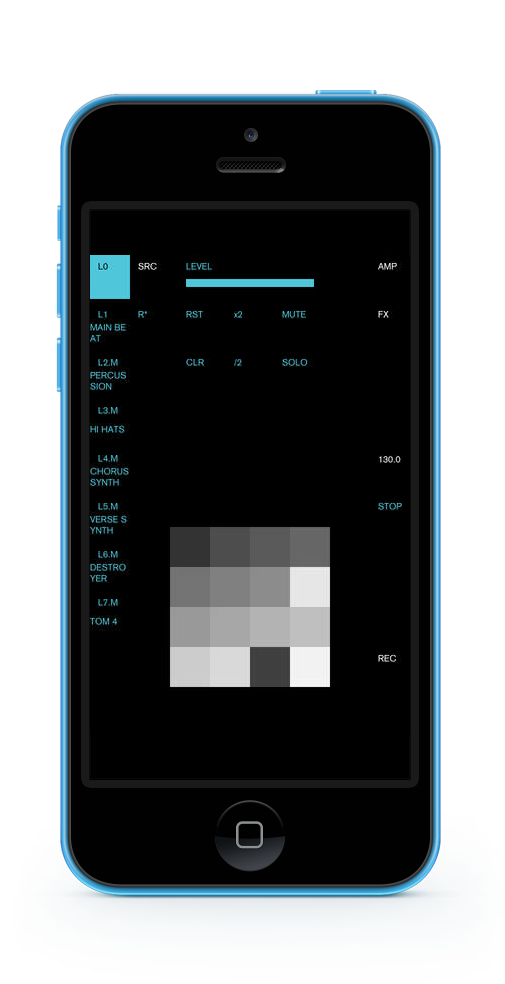 L0 SRC LEVEL AMP
L1 R* RST x2 MUTE FX
MAIN BE
AT
L2.M CLR /2 SOLO
PERCUS
SION
L3.M
HI HATS
L4.M 130.0
CHORUS
SYNTH
L5.M STOP
VERSE S
YNTH
L6.M
DESTRO
YER
L7.M
TOM 4
REC